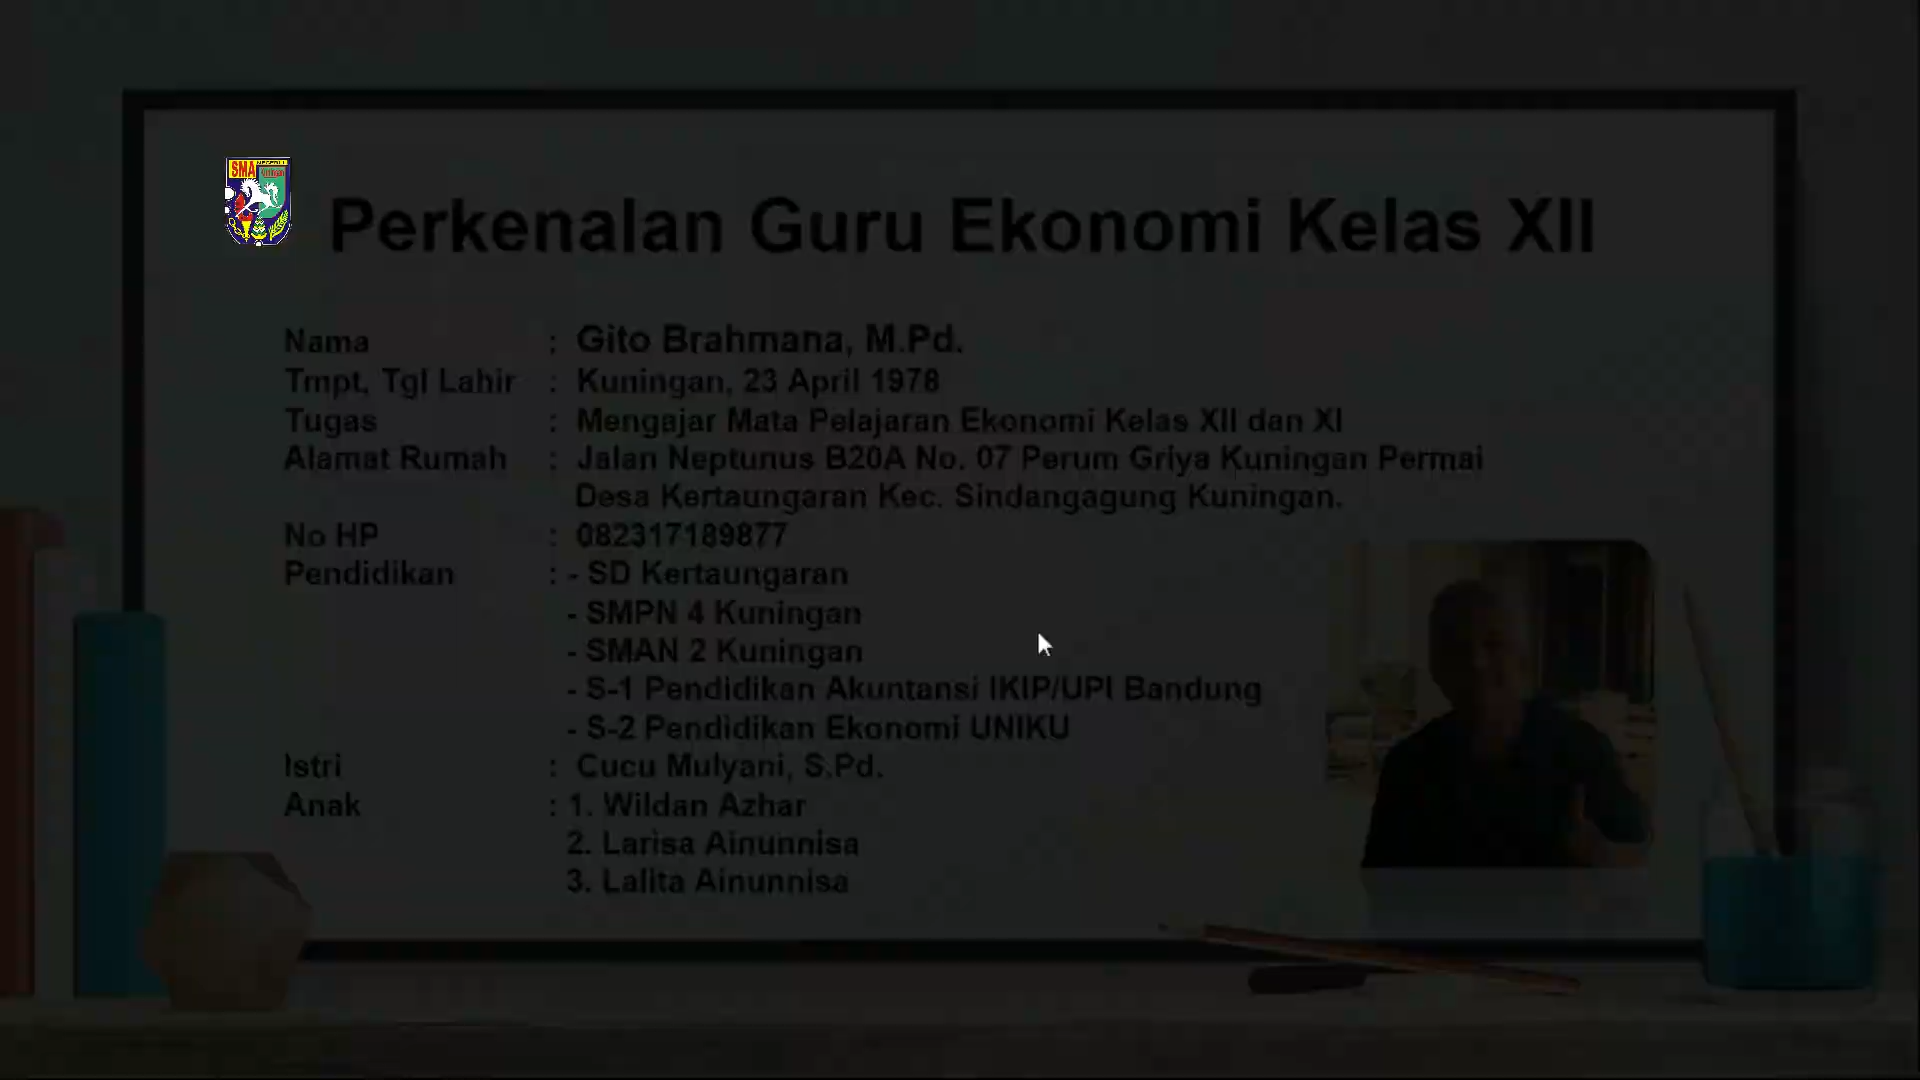 SMA
Perkenalan Guru Ekonomi Kelas XII
Nama : Gito Brahmana, M.Pd.
Tmpt, Tgl Lahir : Kuningan, 23 April 1978
Tugas : Mengajar Mata Pelajaran Ekonomi Kelas XII dan XI
Alamat Rumah : Jalan Neptunus B20A No. 07 Perum Griya Kuningan Permai
Desa Kertaungaran Kec. Sindangagung Kuningan.
No HP : 082317189877
Pendidikan : - SD Kertaungaran
- SMPN 4 Kuningan
- SMAN 2 Kuningan
- S-1 Pendidikan Akuntansi IKIP/UPI Bandung
- S-2 Pendidikan Ekonomi UNIKU
Istri : Cucu Mulyani, S.Pd.
Anak : 1. Wildan Azhar
2. Larisa Ainunnisa
3. Lalita Ainunnisa